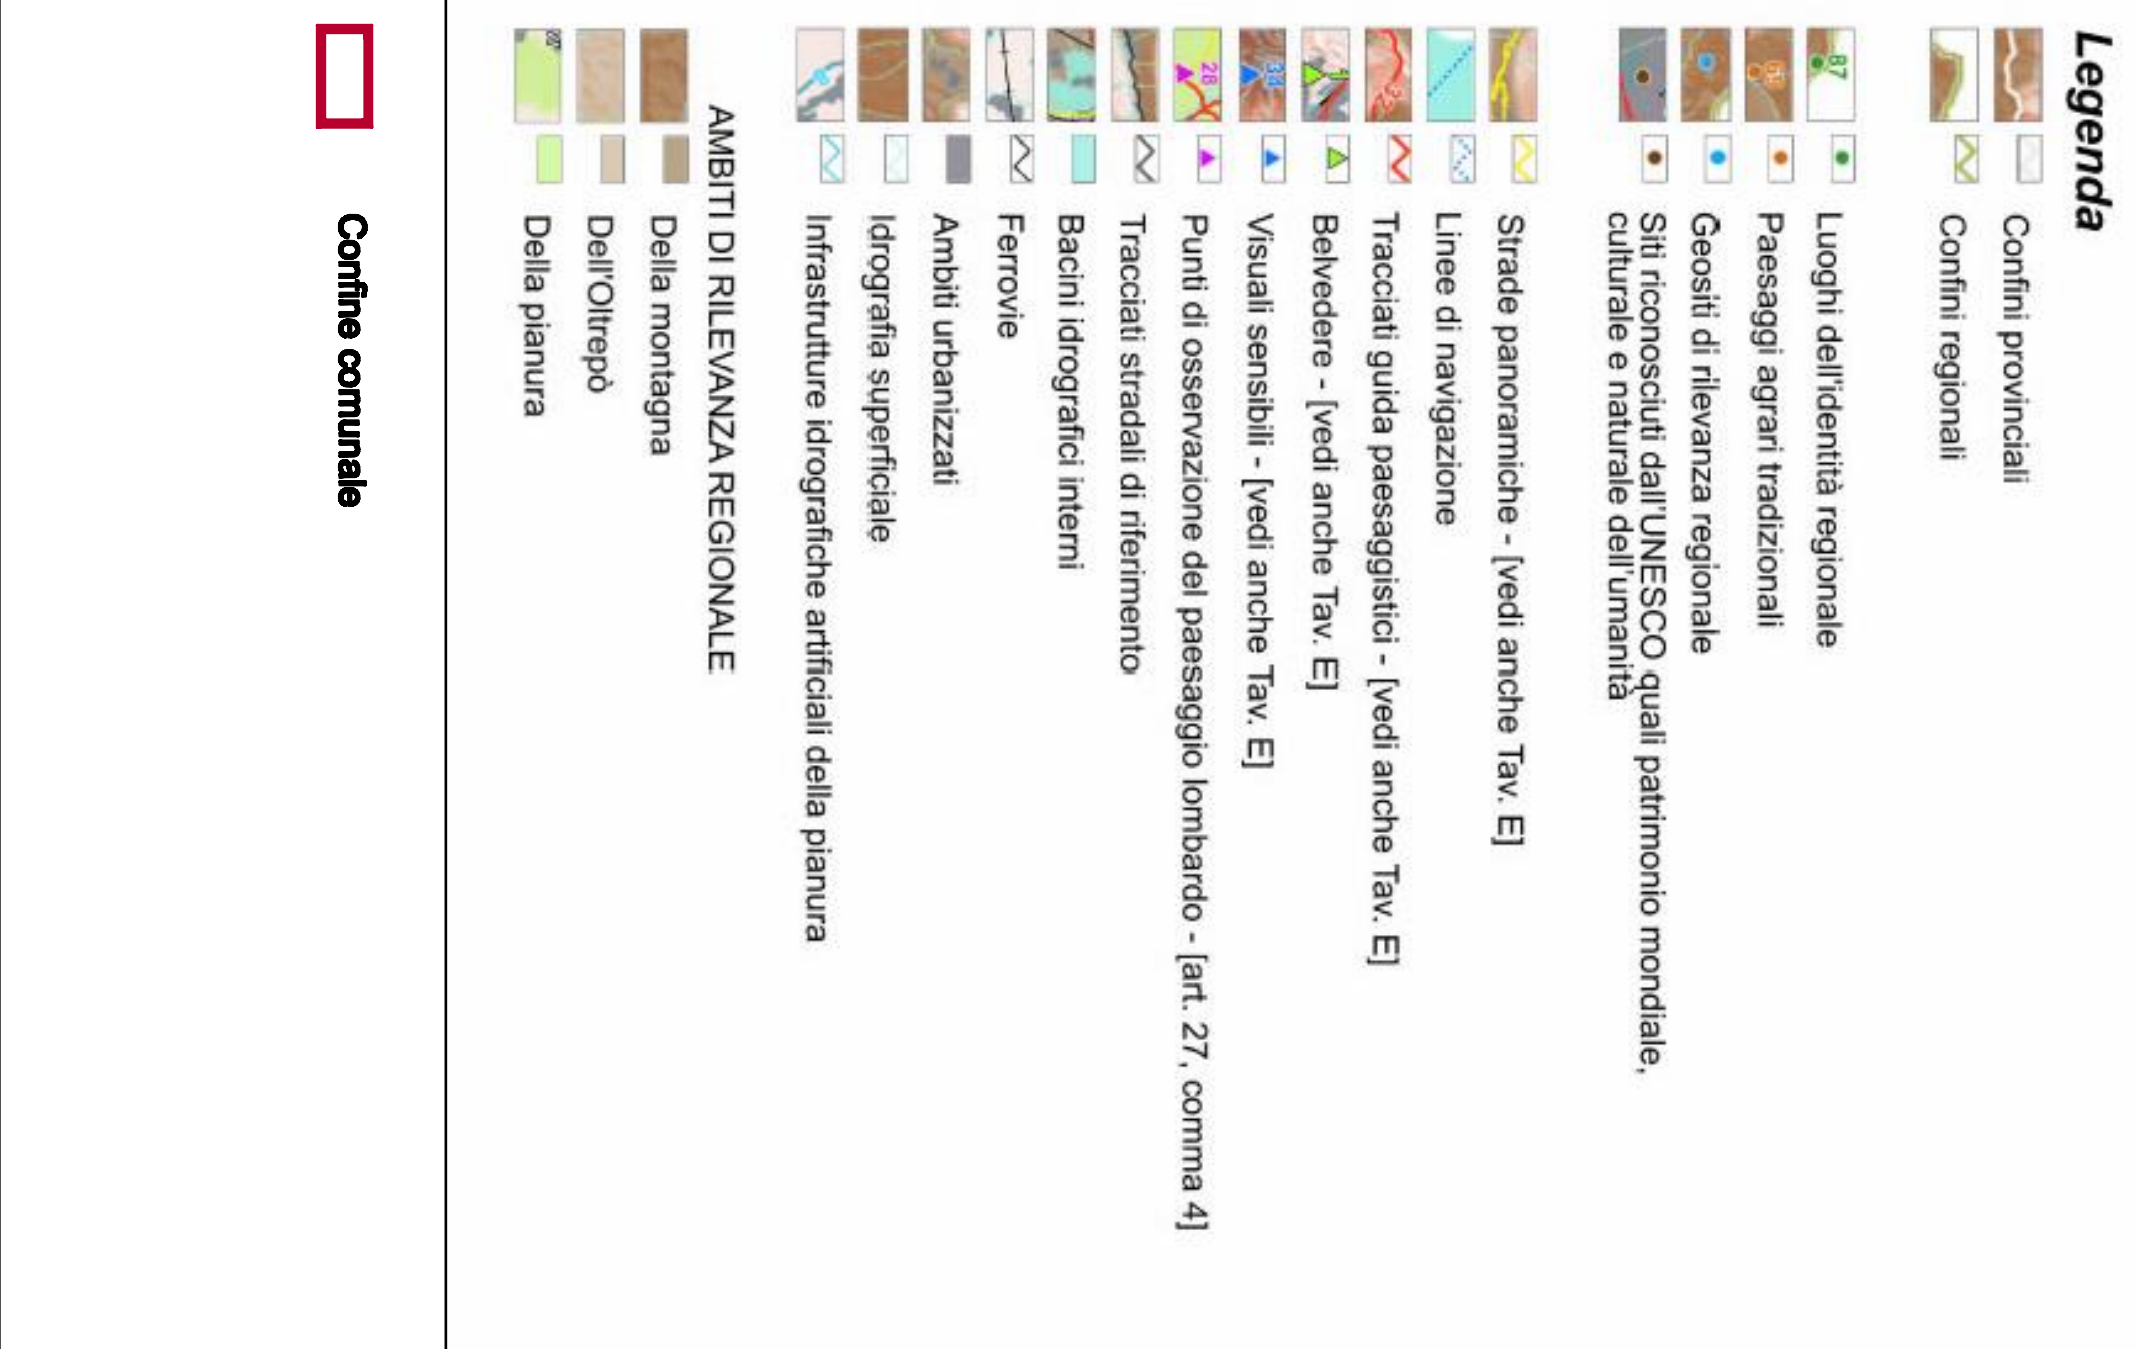 Legenda
Confini provinciali
Confini regionali
87
Luoghi dell'identità regionale
Paesaggi agrari tradizionali
Geositi di rilevanza regionale
Siti riconosciuti dall'UNESCO quali patrimonio mondiale,
culturale e naturale dell'umanità
Strade panoramiche - [vedi anche Tav. E]
Linee di navigazione
Tracciati guida paesaggistici - [vedi anche Tav. E]
Belvedere - [vedi anche Tav. E]
34
Visuali sensibili - [vedi anche Tav. E]
28
Punti di osservazione del paesaggio lombardo - [art. 27, comma 4]
Tracciati stradali di riferimento
Bacini idrografici interni
Ferrovie
Ambiti urbanizzati
Idrografia superficiale
Infrastrutture idrografiche artificiali della pianura
AMBITI DI RILEVANZA REGIONALE
Della montagna
Dell'Oltrepò
Della pianura
Confine comunale